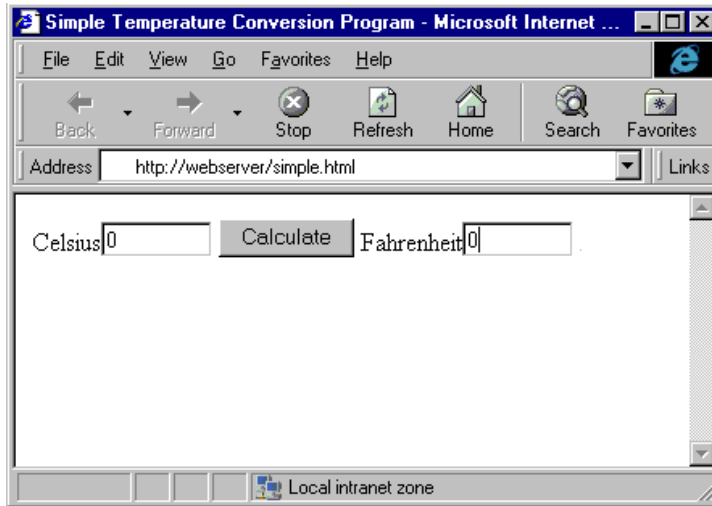 Simple Temperature Conversion Program - Microsoft Internet ...
File Edit View Go Favorites Help
Back Forward Stop Refresh Home Search Favorites
Address http://webserver/simple.html Links
Celsius 0 Calculate Fahrenheit 0
Local intranet zone